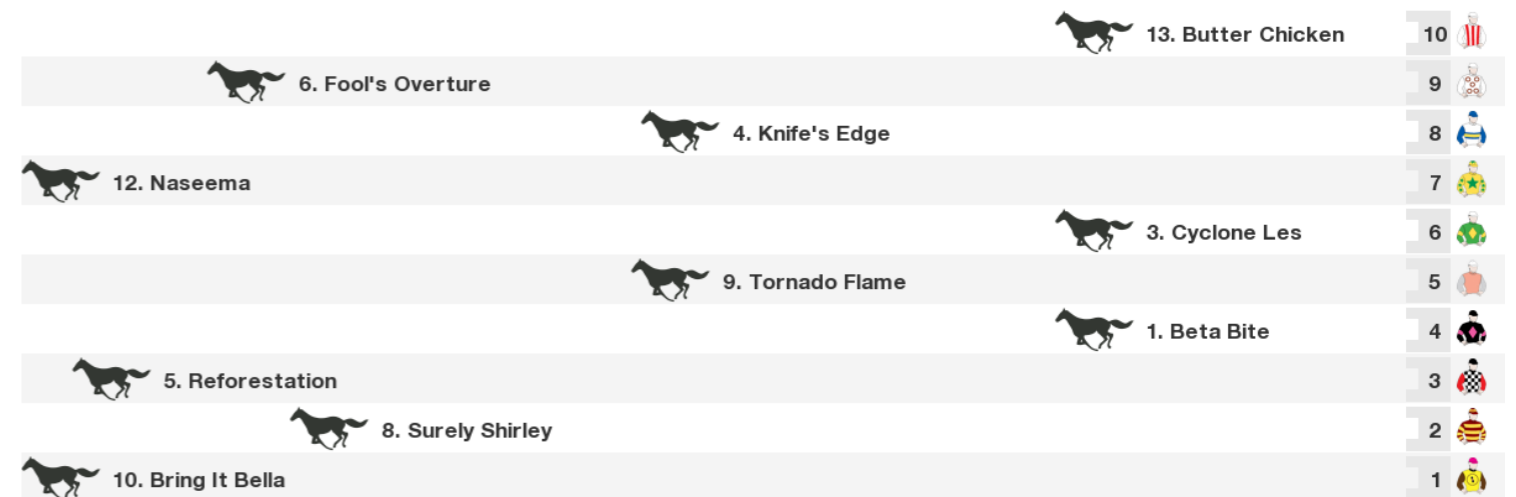 13. Butter Chicken 10
6. Fool's Overture 9
4. Knife's Edge 8
12. Naseema 7
3. Cyclone Les 6
9. Tornado Flame 5
1. Beta Bite 4
5. Reforestation 3
8. Surely Shirley 2
10. Bring It Bella 1